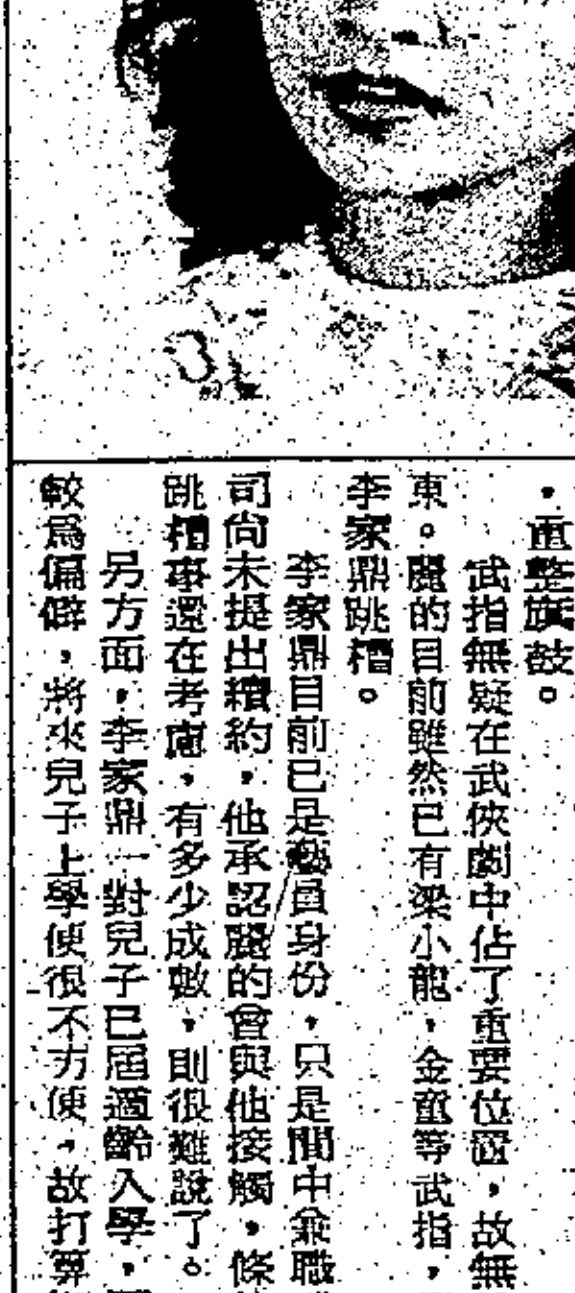 ，重整旗鼓。
武指無疑在武俠劇中佔了重要位置，故無
東。麗的目前雖然已有梁小龍，金童等武指，
李家鼎跳槽。
李家鼎目前已是藝員身份，只是間中兼職
司尚未提出續約，他承認麗的會與他接觸，條
跳槽事還在考慮，有多少成數，則很難說了。
另方面，李家鼎一對兒子已屆適齡入學，
較為偏僻，將來兒子上學便很不方便，故打算